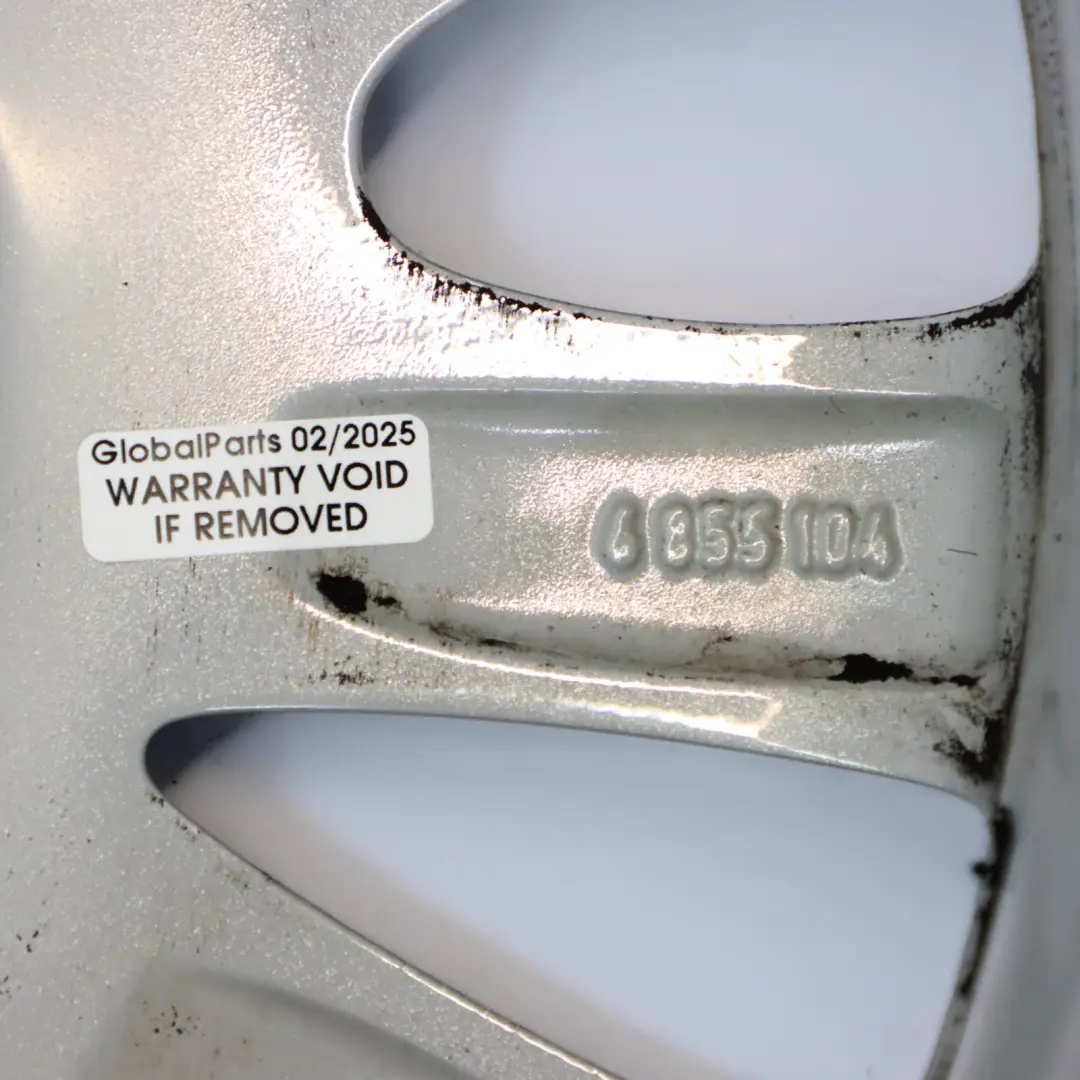 GlobalParts 02/2025
WARRANTY VOID
IF REMOVED
6 855 104